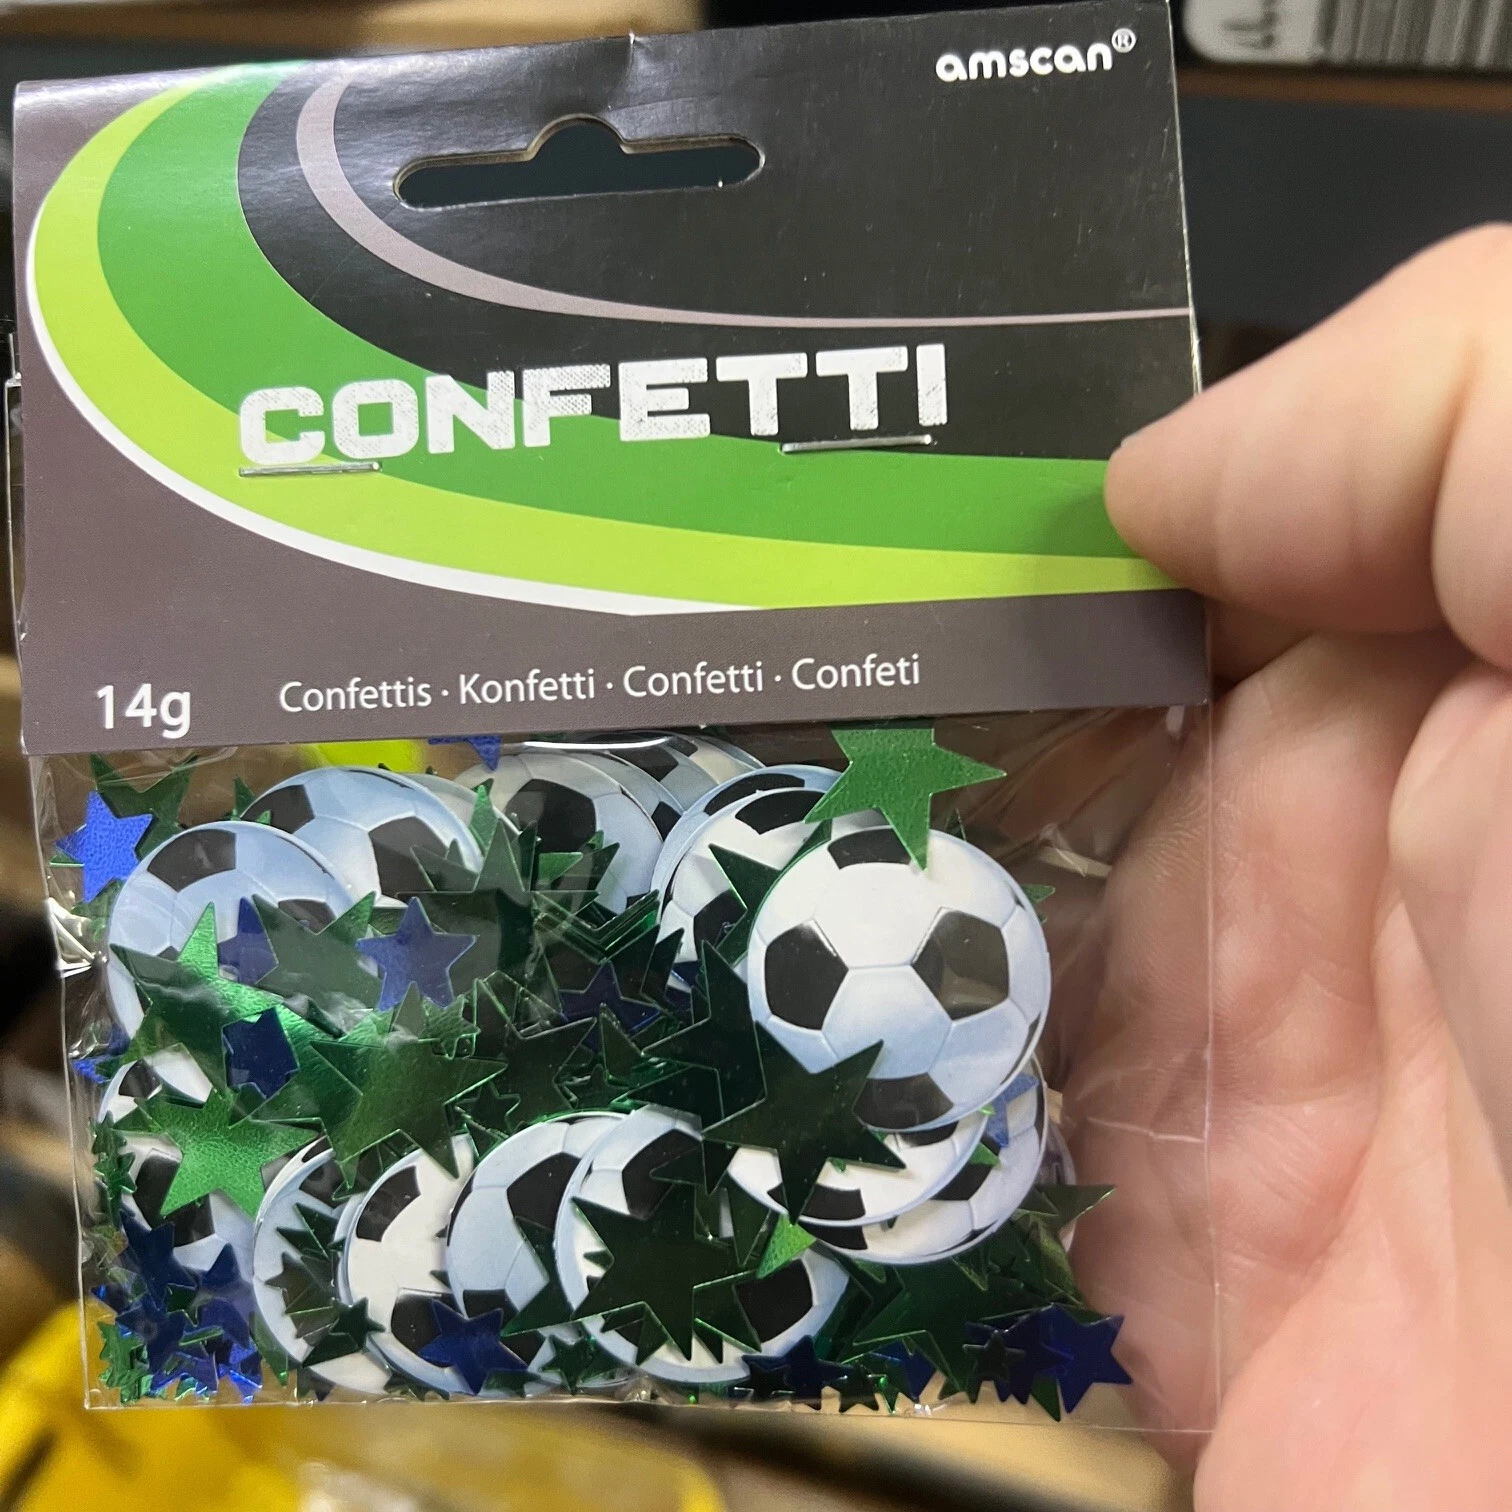 amscan®
CONFETTI
14g
Confettis · Konfetti · Confetti · Confeti